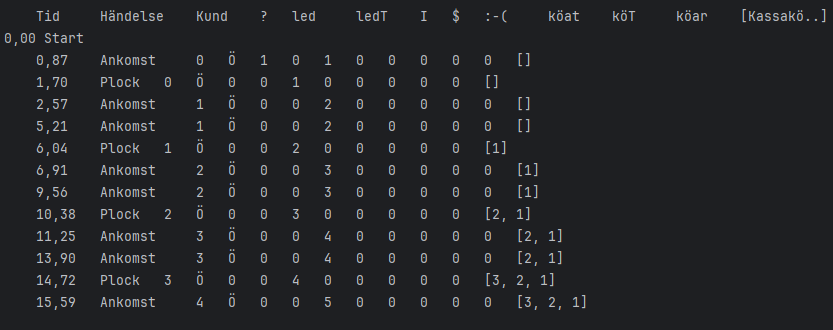 Tid Händelse Kund ? led ledT I $ :-( köat köT köar [Kassakö..]
0,00 Start
0,87 Ankomst 0 Ö 1 0 1 0 0 0 0 0 []
1,70 Plock 0 Ö 0 0 1 0 0 0 0 0 []
2,57 Ankomst 1 Ö 0 0 2 0 0 0 0 0 []
5,21 Ankomst 1 Ö 0 0 2 0 0 0 0 0 []
6,04 Plock 1 Ö 0 0 2 0 0 0 0 0 [1]
6,91 Ankomst 2 Ö 0 0 3 0 0 0 0 0 [1]
9,56 Ankomst 2 Ö 0 0 3 0 0 0 0 0 [1]
10,38 Plock 2 Ö 0 0 3 0 0 0 0 0 [2, 1]
11,25 Ankomst 3 Ö 0 0 4 0 0 0 0 0 [2, 1]
13,90 Ankomst 3 Ö 0 0 4 0 0 0 0 0 [2, 1]
14,72 Plock 3 Ö 0 0 4 0 0 0 0 0 [3, 2, 1]
15,59 Ankomst 4 Ö 0 0 5 0 0 0 0 0 [3, 2, 1]